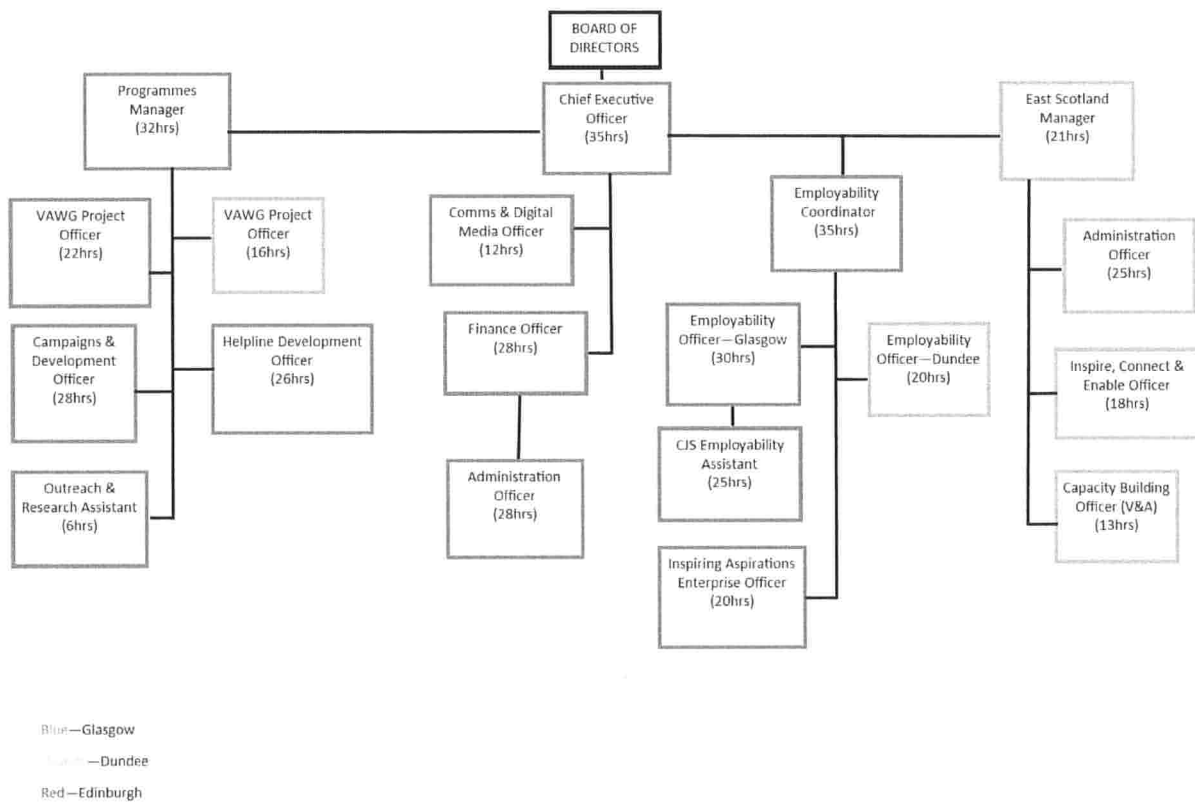 BOARD OF
DIRECTORS
Programmes
Manager
(32hrs)
Chief Executive
Officer
(35hrs)
East Scotland
Manager
(21hrs)
VAWG Project
Officer
(22hrs)
VAWG Project
Officer
(16hrs)
Comms & Digital
Media Officer
(12hrs)
Employability
Coordinator
(35hrs)
Administration
Officer
(25hrs)
Campaigns &
Development
Officer
(28hrs)
Helpline Development
Officer
(26hrs)
Finance Officer
(28hrs)
Employability
Officer—Glasgow
(30hrs)
Employability
Officer—Dundee
(20hrs)
Inspire, Connect &
Enable Officer
(18hrs)
Outreach &
Research Assistant
(6hrs)
Administration
Officer
(28hrs)
CJS Employability
Assistant
(25hrs)
Capacity Building
Officer (V&A)
(13hrs)
Inspiring Aspirations
Enterprise Officer
(20hrs)
Blue—Glasgow
—Dundee
Red—Edinburgh